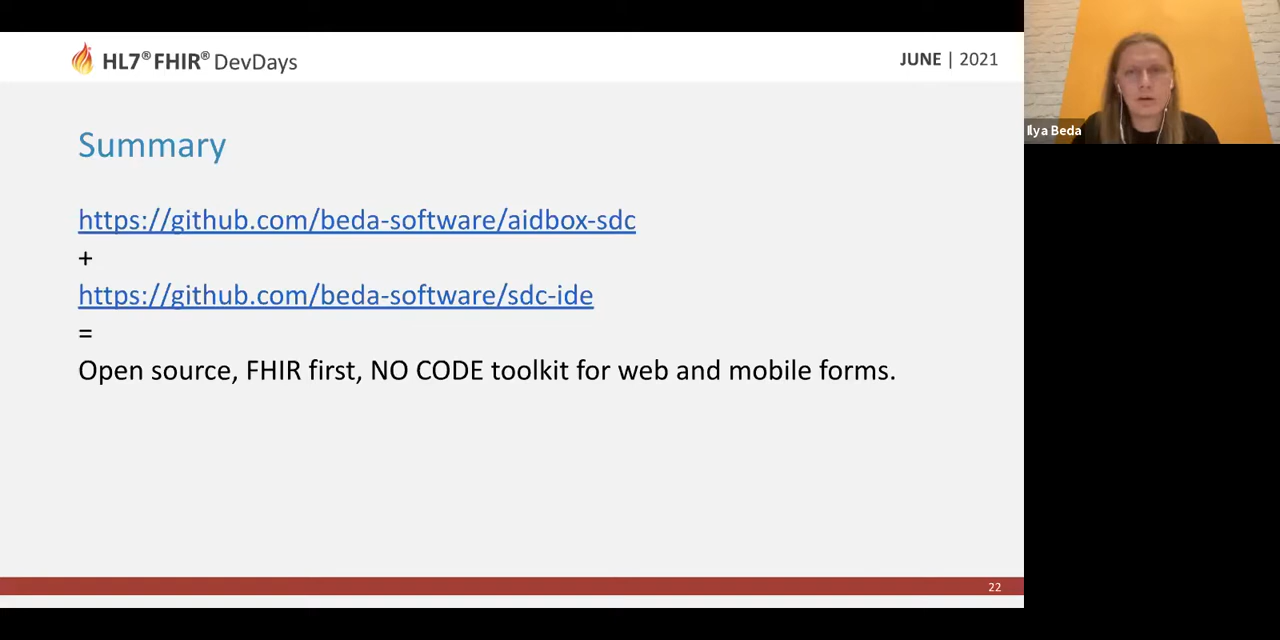 HL7® FHIR® DevDays
JUNE | 2021
Ilya Beda
Summary
https://github.com/beda-software/aidbox-sdc
+
https://github.com/beda-software/sdc-ide
=
Open source, FHIR first, NO CODE toolkit for web and mobile forms.
22